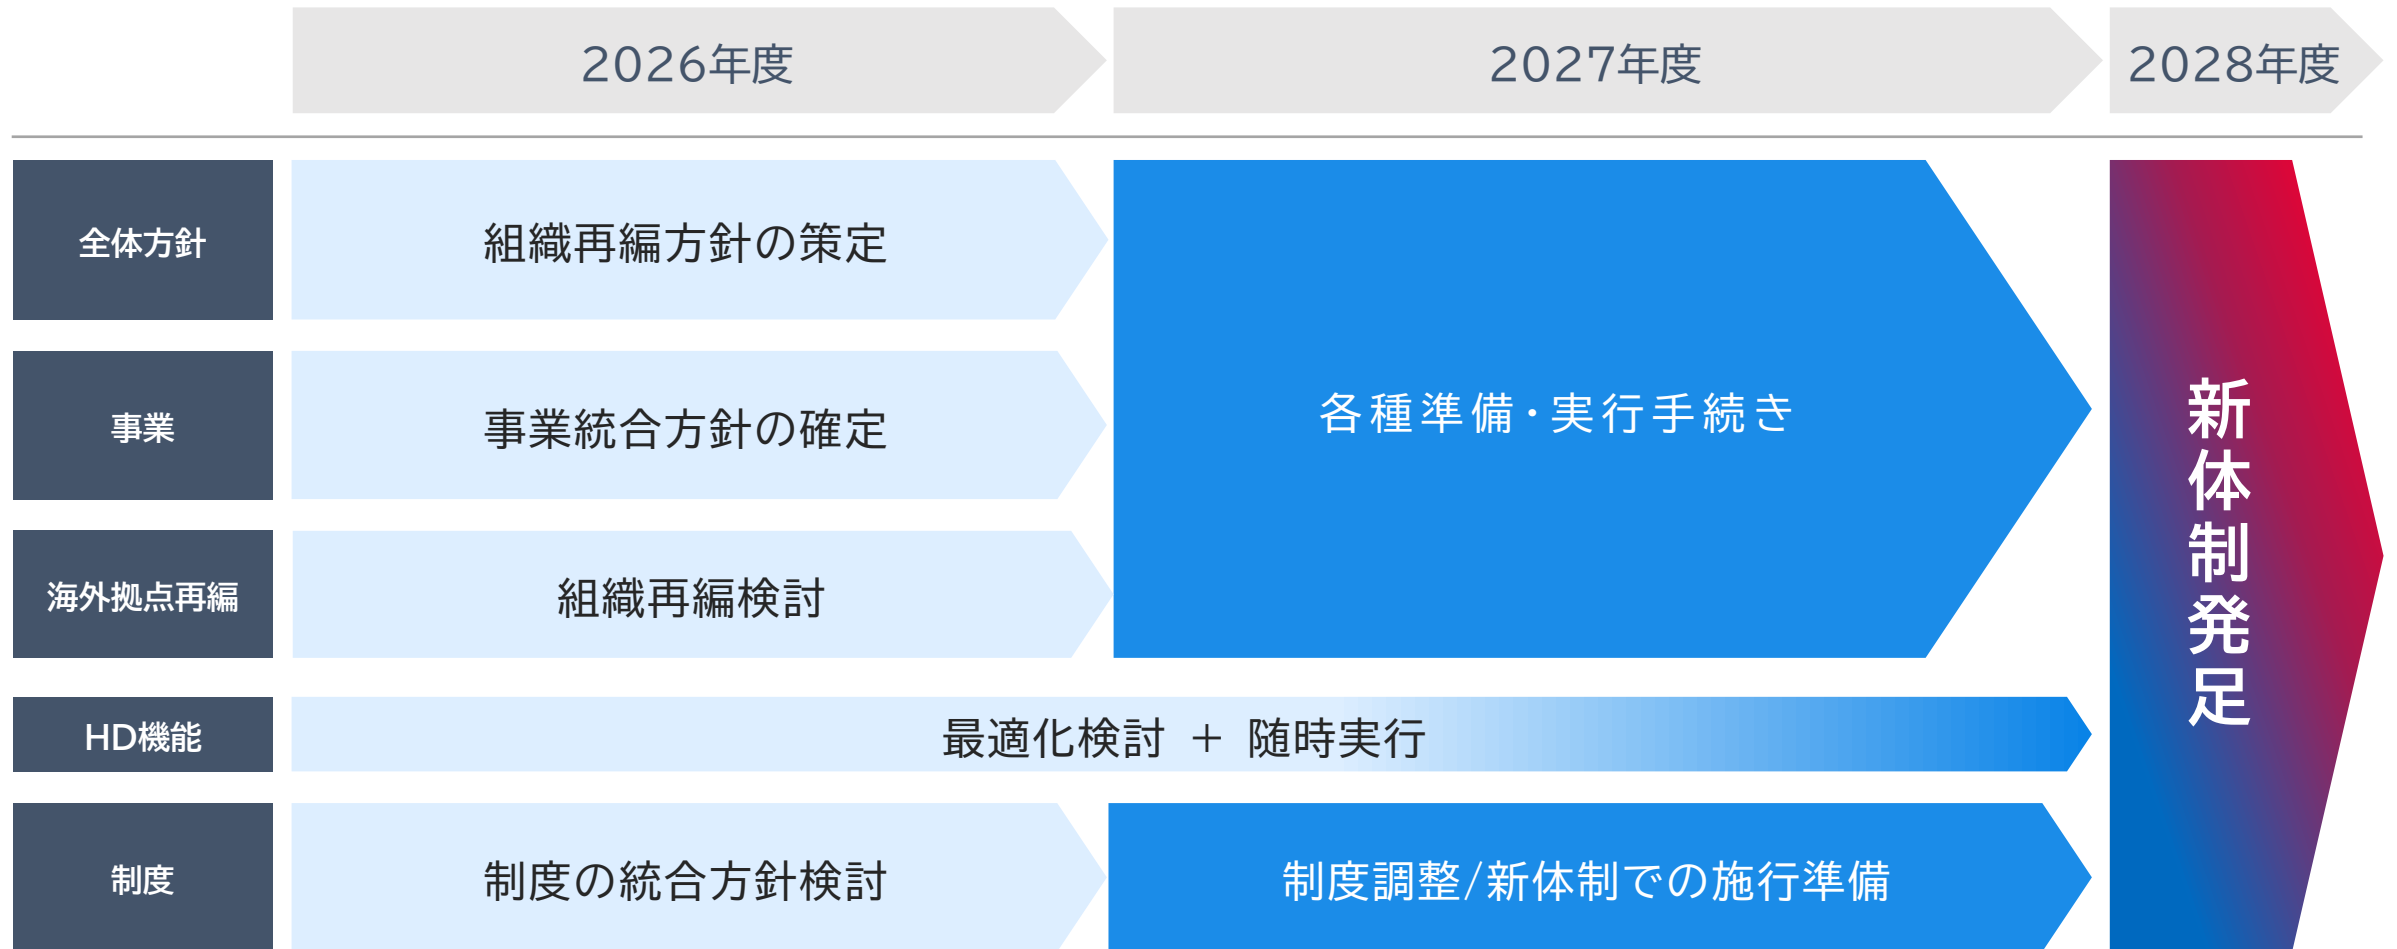 2026年度
2027年度
2028年度
全体方針
組織再編方針の策定
事業
事業統合方針の確定
海外拠点再編
組織再編検討
各種準備・実行手続き
HD機能
最適化検討 ＋ 随時実行
制度
制度の統合方針検討
制度調整/新体制での施行準備
新体制発足